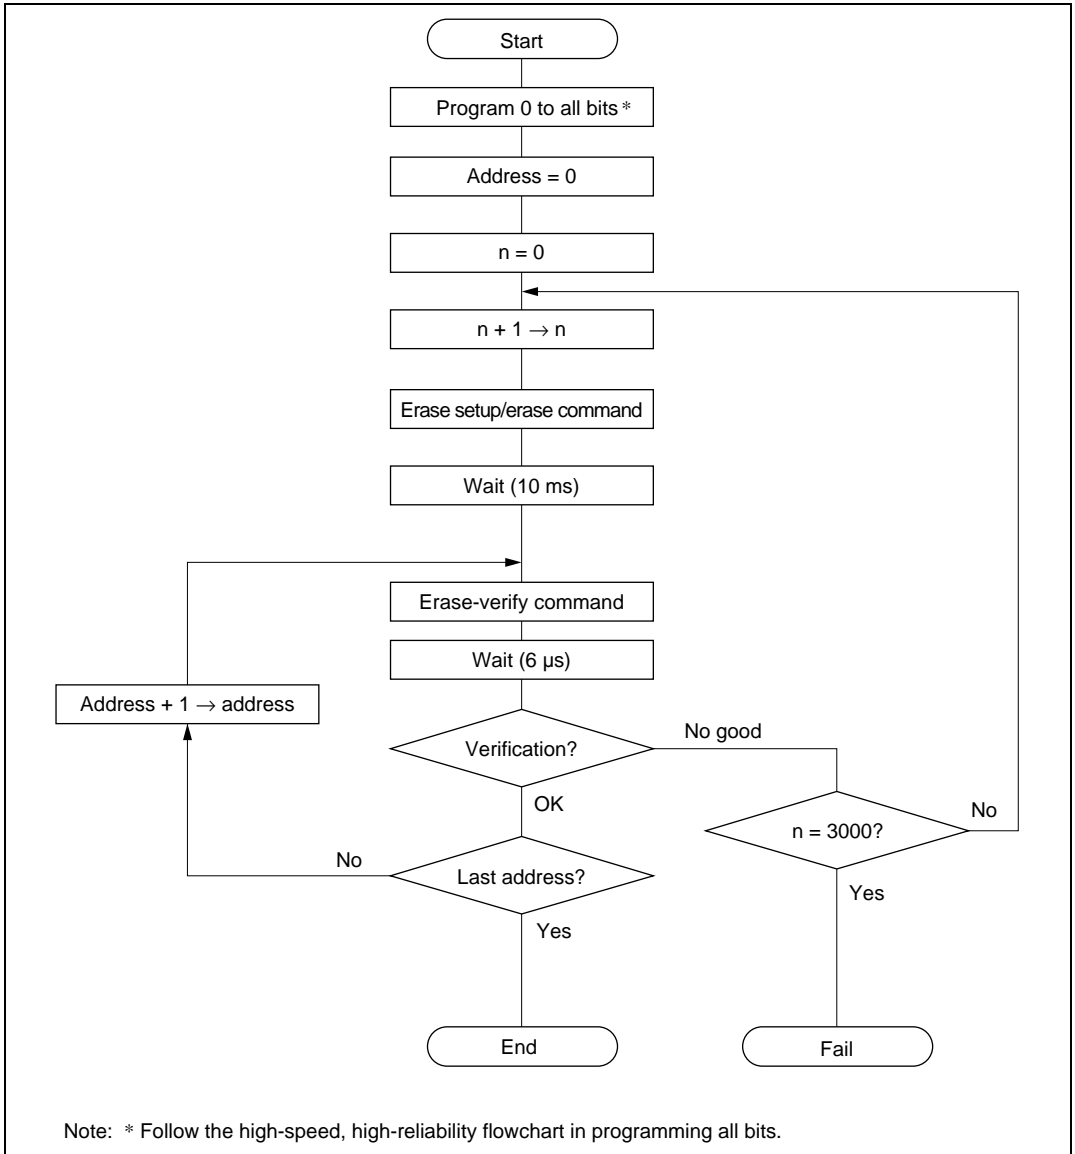 Start
Program 0 to all bits *
Address = 0
n = 0
n + 1 → n
Erase setup/erase command
Wait (10 ms)
Erase-verify command
Wait (6 µs)
Address + 1 → address
Verification?
No good
OK
n = 3000?
No
No
Last address?
Yes
Yes
End
Fail
Note: * Follow the high-speed, high-reliability flowchart in programming all bits.